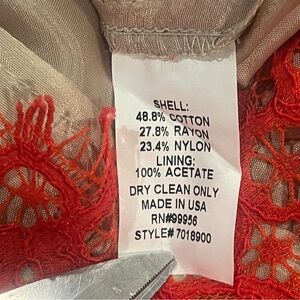 SHELL:
48.8% COTTON
27.8% RAYON
23.4% NYLON
LINING:
100% ACETATE
DRY CLEAN ONLY
MADE IN USA
RN#99956
STYLE# 7018900